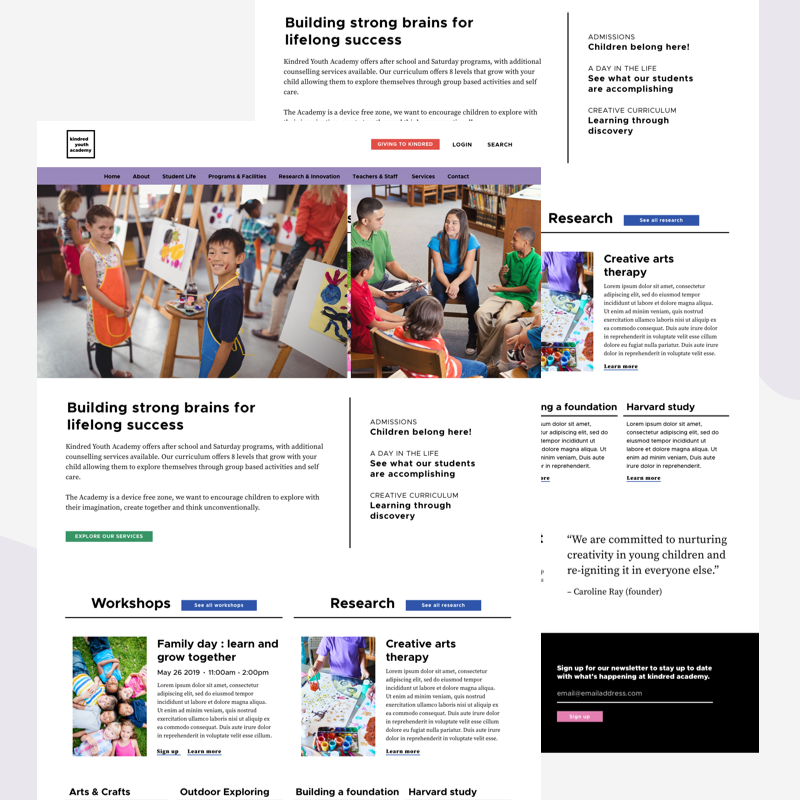 Building strong brains for
lifelong success
Kindred Youth Academy offers after school and Saturday programs, with additional
counselling services available. Our curriculum offers 8 levels that grow with your
child allowing them to explore themselves through group based activities and self
care.
The Academy is a device free zone, we want to encourage children to explore with
ADMISSIONS
Children belong here!
A DAY IN THE LIFE
See what our students
are accomplishing
CREATIVE CURRICULUM
Learning through
discovery
kindred
youth
academy
GIVING TO KINDRED
LOGIN
SEARCH
Home About Student Life Programs & Facilities Research & Innovation Teachers & Staff Services Contact
Building strong brains for
lifelong success
Kindred Youth Academy offers after school and Saturday programs, with additional
counselling services available. Our curriculum offers 8 levels that grow with your
child allowing them to explore themselves through group based activities and self
care.
The Academy is a device free zone, we want to encourage children to explore with
their imagination, create together and think unconventionally.
EXPLORE OUR SERVICES
ADMISSIONS
Children belong here!
A DAY IN THE LIFE
See what our students
are accomplishing
CREATIVE CURRICULUM
Learning through
discovery
Workshops
See all workshops
Family day : learn and
grow together
May 26 2019 • 11:00am - 2:00pm
Lorem ipsum dolor sit amet, consectetur
adipiscing elit, sed do eiusmod tempor
incididunt ut labore et dolore magna aliqua.
Ut enim ad minim veniam, quis nostrud
exercitation ullamco laboris nisi ut aliquip ex
ea commodo consequat. Duis aute irure dolor
in reprehenderit in voluptate velit esse cillum.
Sign up Learn more
Research
See all research
Creative arts
therapy
Lorem ipsum dolor sit amet, consectetur
adipiscing elit, sed do eiusmod tempor
incididunt ut labore et dolore magna aliqua.
Ut enim ad minim veniam, quis nostrud
exercitation ullamco laboris nisi ut aliquip ex
ea commodo consequat. Duis aute irure dolor
dolore eu fugiat nulla pariatur. Duis aute irure
dolor in reprehenderit in voluptate velit esse.
Learn more
Arts & Crafts
Outdoor Exploring
Building a foundation
Harvard study
Research
See all research
Creative arts
therapy
Lorem ipsum dolor sit amet, consectetur
adipiscing elit, sed do eiusmod tempor
incididunt ut labore et dolore magna aliqua.
Ut enim ad minim veniam, quis nostrud
exercitation ullamco laboris nisi ut aliquip ex
ea commodo consequat. Duis aute irure dolor
dolore eu fugiat nulla pariatur. Duis aute irure
dolor in reprehenderit in voluptate velit esse.
Learn more
ng a foundation
um dolor sit amet,
tur adipiscing elit, sed do
tempor incididunt ut
t dolore magna aliqua. Ut
minim veniam, quis aute
r in reprehenderit.
ore
Harvard study
Lorem ipsum dolor sit amet,
consectetur adipiscing elit, sed do
eiusmod tempor incididunt ut
labore et dolore magna aliqua. Ut
enim ad minim veniam, quis aute
irure dolor in reprehenderit.
Learn more
“We are committed to nurturing
creativity in young children and
re-igniting it in everyone else.”
– Caroline Ray (founder)
Sign up for our newsletter to stay up to date
with what's happening at kindred academy.
email@emailaddress.com
Sign up